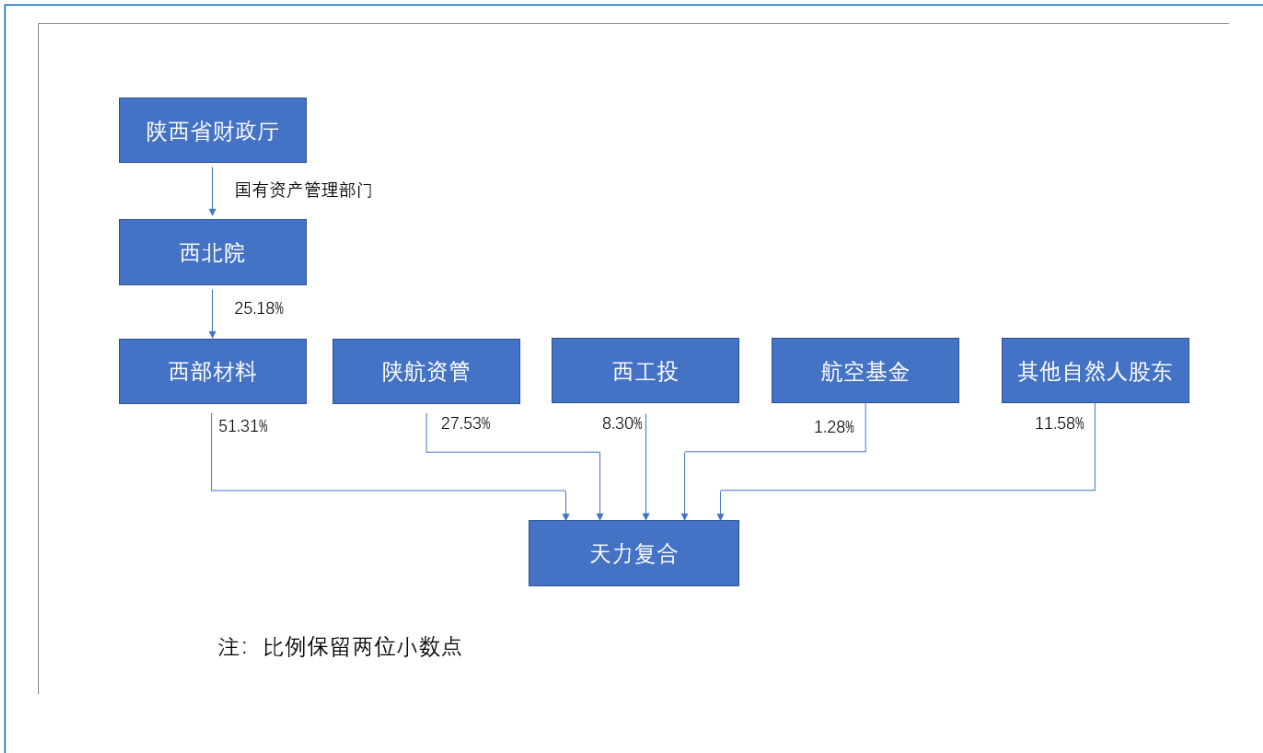 陕西省财政厅
国有资产管理部门
西北院
25.18%
西部材料
陕航资管
西工投
航空基金
其他自然人股东
51.31%
27.53%
8.30%
1.28%
11.58%
天力复合
注：比例保留两位小数点